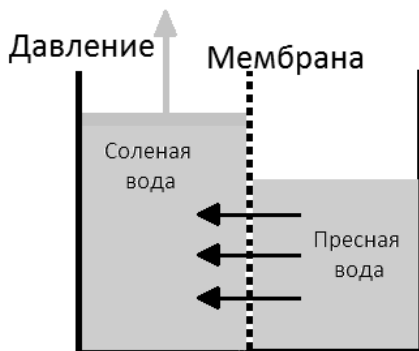 Давление
Мембрана
Соленая
вода
Пресная
вода